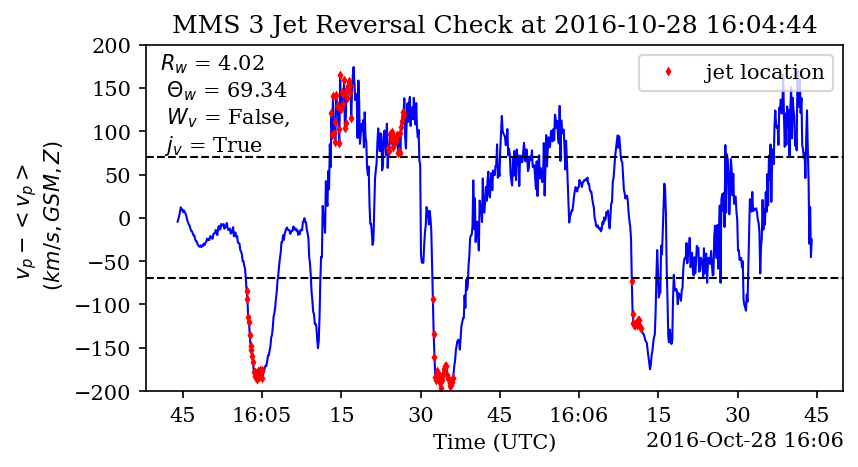 MMS 3 Jet Reversal Check at 2016-10-28 16:04:44
R_w = 4.02
Θ_w = 69.34
W_v = False,
j_v = True
jet location
200
150
100
50
0
−50
−100
−150
−200
v_p − < v_p >
(km/s, GSM, Z)
45 16:05 15 30 45 16:06 15 30 45
Time (UTC)
2016-Oct-28 16:06